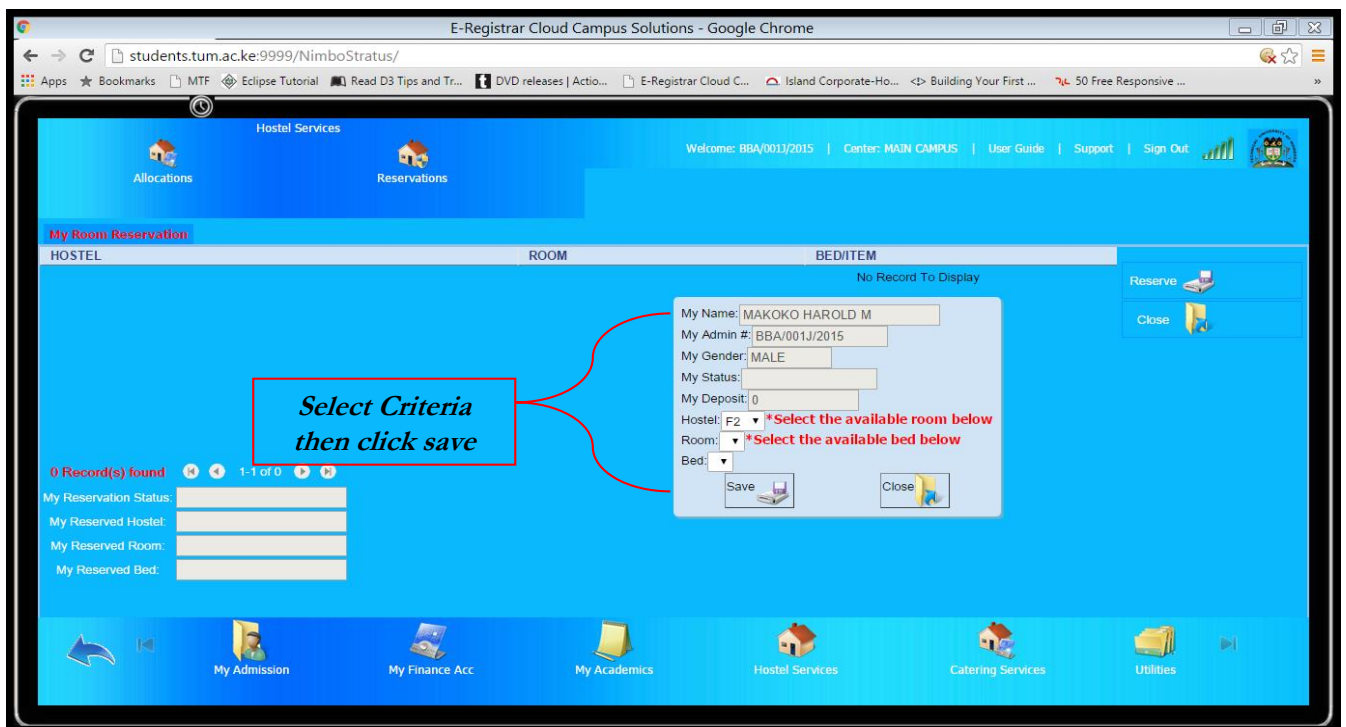 E-Registrar Cloud Campus Solutions - Google Chrome
students.tum.ac.ke:9999/NimboStratus/
Apps Bookmarks MTF Eclipse Tutorial Read D3 Tips and Tr... DVD releases | Actio... E-Registrar Cloud C... Island Corporate-Ho... Building Your First ... 50 Free Responsive ... »
Hostel Services
Allocations Reservations
Welcome: BBA/001J/2015 | Center: MAIN CAMPUS | User Guide | Support | Sign Out
My Room Reservation
HOSTEL ROOM BED/ITEM
No Record To Display
Reserve
Close
My Name: MAKOKO HAROLD M
My Admin #: BBA/001J/2015
My Gender: MALE
My Status:
My Deposit: 0
Hostel: F2 *Select the available room below
Room: *Select the available bed below
Bed:
Save Close
Select Criteria
then click save
0 Record(s) found 1-1 of 0
My Reservation Status:
My Reserved Hostel:
My Reserved Room:
My Reserved Bed:
My Admission My Finance Acc My Academics Hostel Services Catering Services Utilities